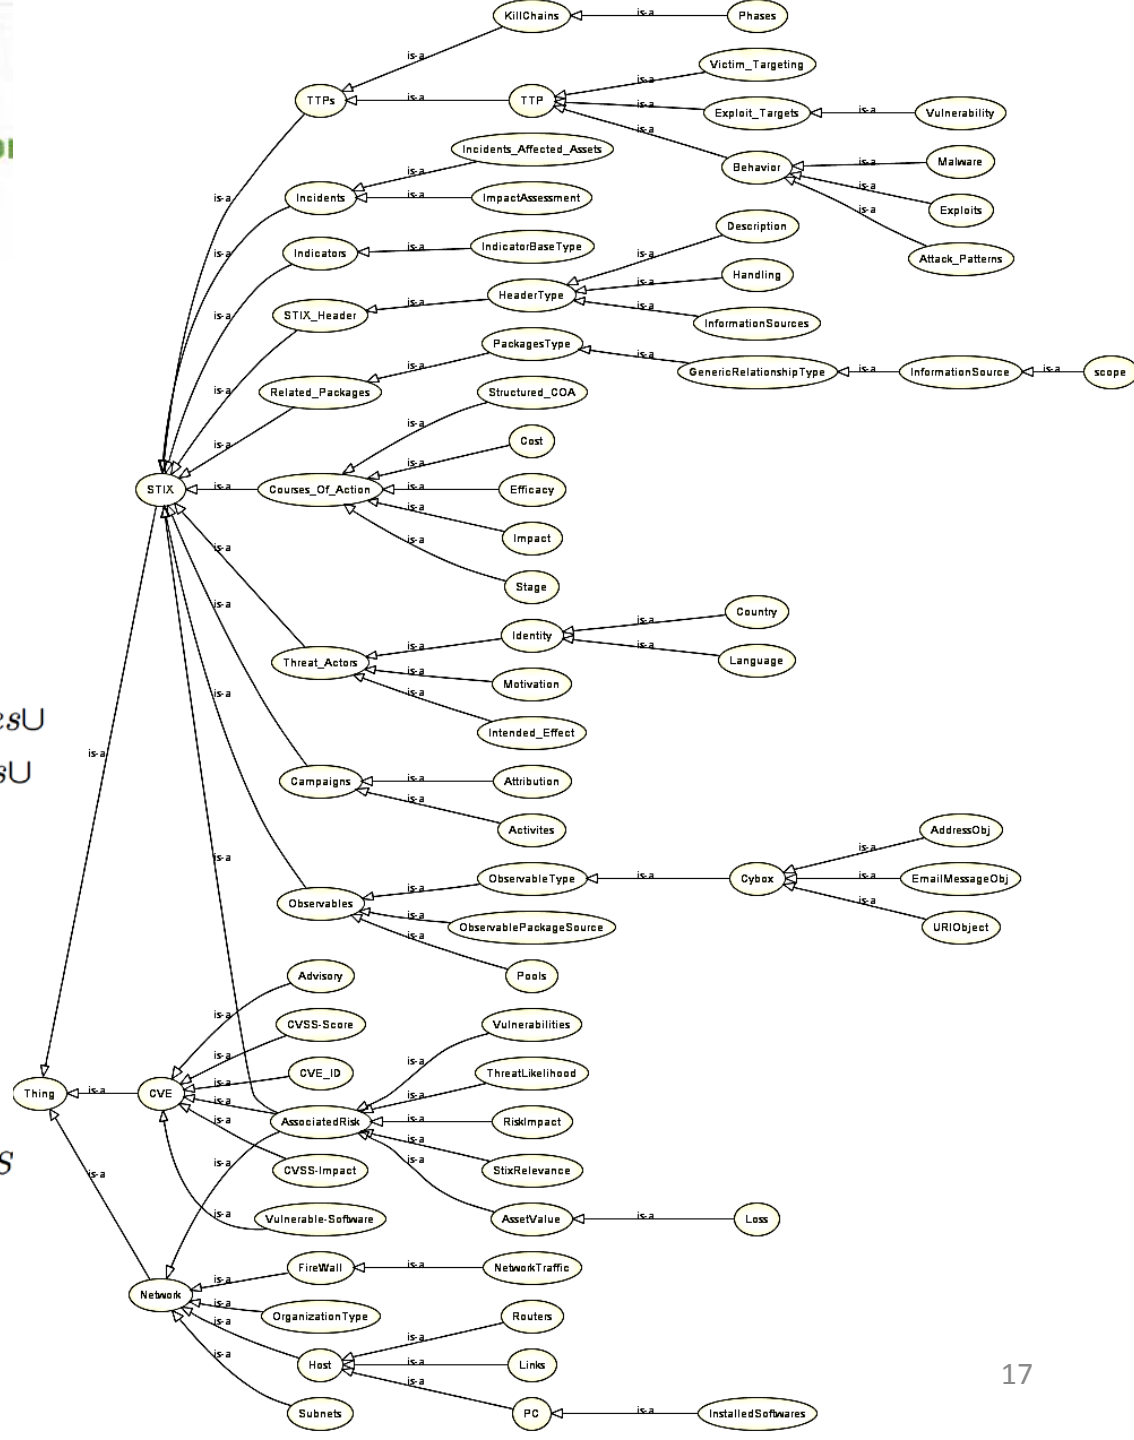 KillChains
is-a
Phases
is-a
Victim_Targeting
TTPs
is-a
TTP
is-a
is-a
Exploit_Targets
is-a
Vulnerability
is-a
Incidents_Affected_Assets
Behavior
is-a
Malware
is-a
is-a
Incidents
is-a
ImpactAssessment
is-a
is-a
Exploits
Description
is-a
Indicators
is-a
IndicatorBaseType
is-a
Attack_Patterns
HeaderType
is-a
Handling
is-a
STIX_Header
is-a
is-a
InformationSources
PackagesType
is-a
is-a
GenericRelationshipType
is-a
InformationSource
is-a
scope
is-a
Related_Packages
Structured_COA
is-a
is-a
Cost
is-a
STIX
is-a
Courses_Of_Action
is-a
Efficacy
is-a
Impact
is-a
is-a
Stage
is-a
Country
is-a
Identity
is-a
Threat_Actors
is-a
Language
is-a
Motivation
is-a
is-a
Intended_Effect
is-a
Campaigns
is-a
Attribution
is-a
Activites
AddressObj
is-a
is-a
ObservableType
is-a
Cybox
is-a
EmailMessageObj
is-a
Observables
is-a
ObservablePackageSource
is-a
URIObject
is-a
Pools
Advisory
is-a
CVSS-Score
Vulnerabilities
is-a
is-a
CVE_ID
ThreatLikelihood
is-a
is-a
Thing
is-a
CVE
is-a
AssociatedRisk
is-a
RiskImpact
is-a
is-a
CVSS-Impact
is-a
StixRelevance
is-a
is-a
is-a
Vulnerable-Software
AssetValue
is-a
Loss
FireWall
is-a
NetworkTraffic
is-a
Network
is-a
OrganizationType
Routers
is-a
is-a
Host
is-a
Links
is-a
is-a
Subnets
PC
is-a
InstalledSoftwares
sU
17